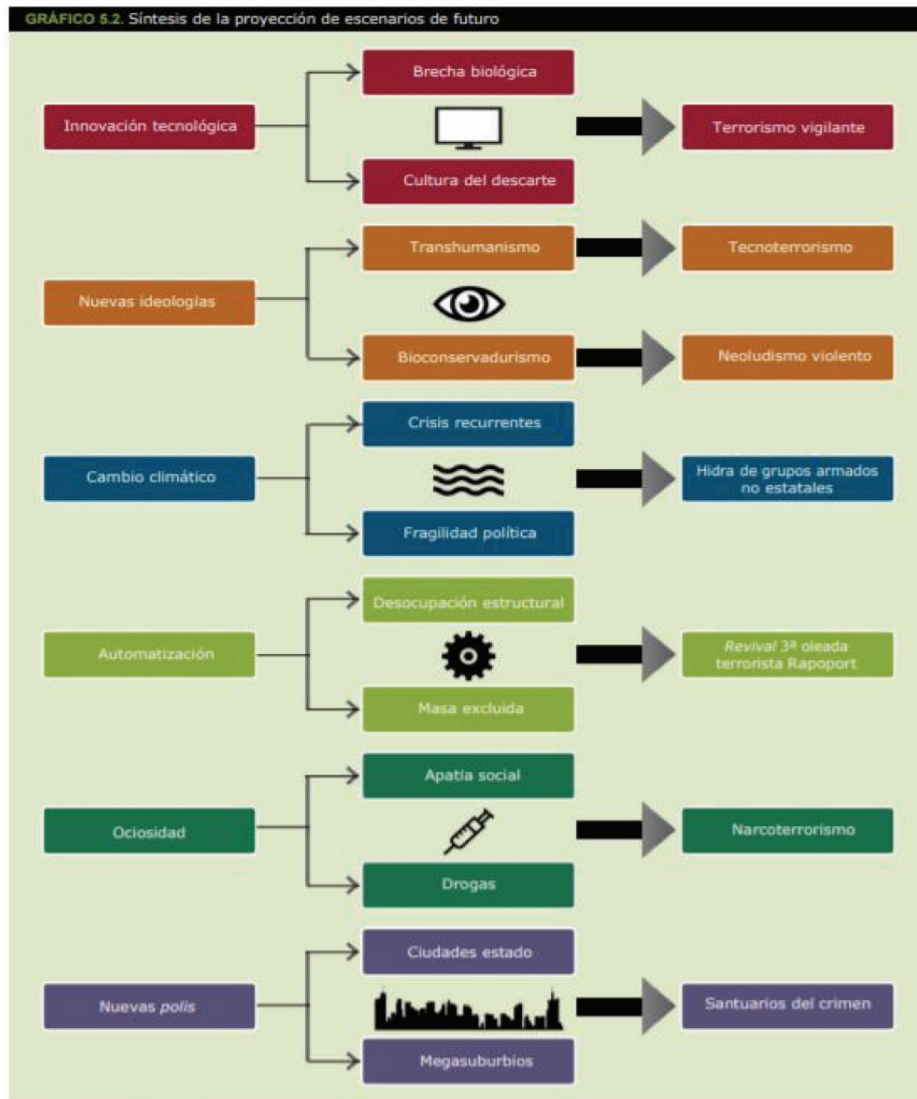 GRÁFICO 5.2. Síntesis de la proyección de escenarios de futuro
Brecha biológica
Innovación tecnológica
Terrorismo vigilante
Cultura del descarte
Transhumanismo
Tecnoterrorismo
Nuevas ideologías
Bioconservadurismo
Neoludismo violento
Crisis recurrentes
Cambio climático
Hidra de grupos armados
no estatales
Fragilidad política
Desocupación estructural
Automatización
Revival 3ª oleada
terrorista Rapoport
Masa excluida
Apatía social
Ociosidad
Narcoterrorismo
Drogas
Ciudades estado
Nuevas polis
Santuarios del crimen
Megasuburbios